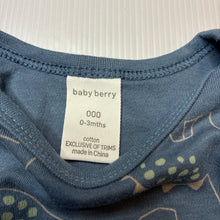 baby berry
000
0-3mths
cotton
EXCLUSIVE OF TRIMS
made in China